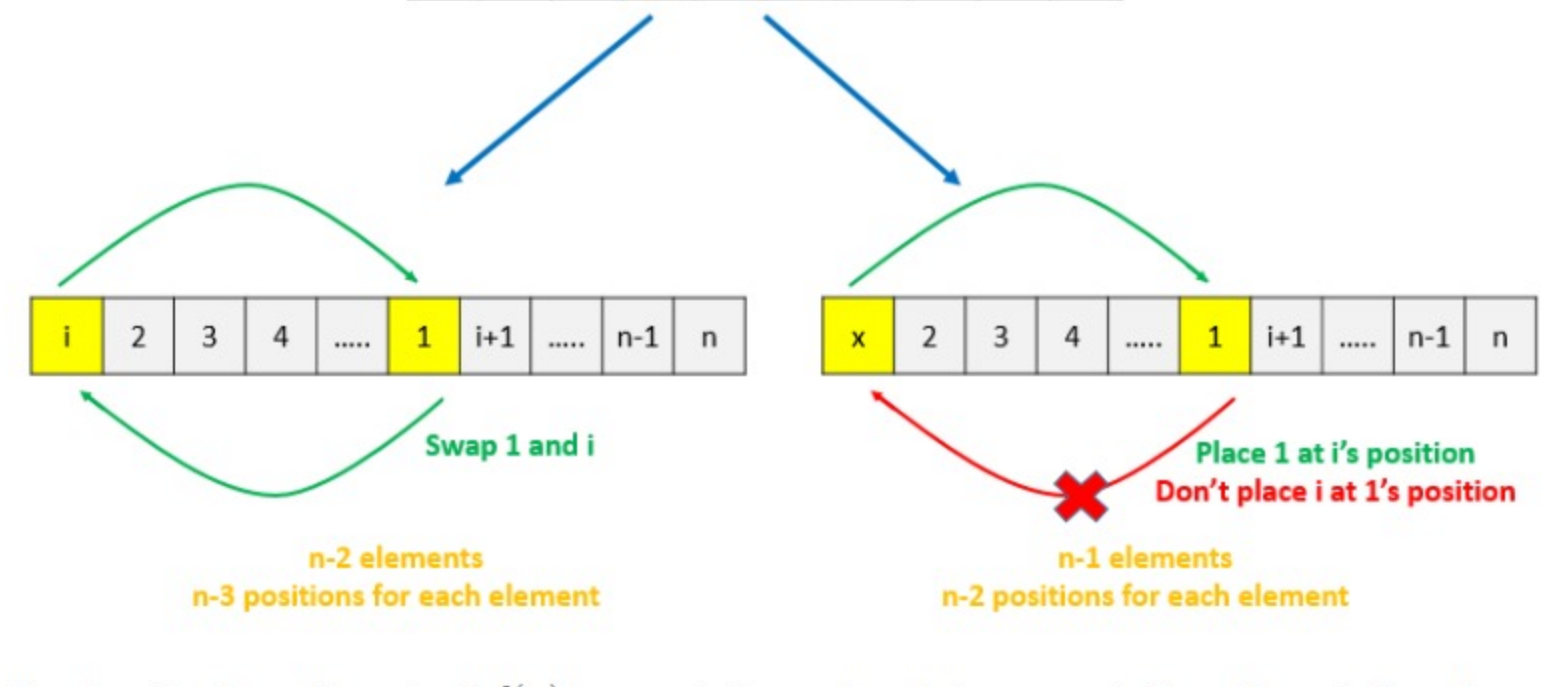 i 2 3 4 ..... 1 i+1 ..... n-1 n
x 2 3 4 ..... 1 i+1 ..... n-1 n
Swap 1 and i
Place 1 at i's position
Don't place i at 1's position
n-2 elements
n-3 positions for each element
n-1 elements
n-2 positions for each element